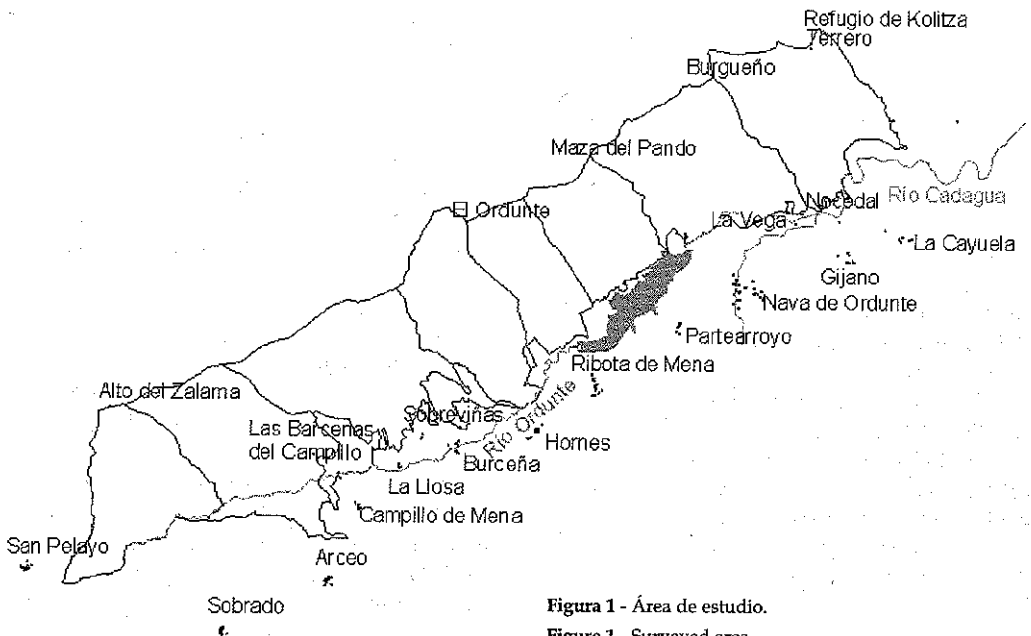 Refugio de Kolitza
Terrero
Burgueño
Maza del Pando
El Ordunte
La Vega
Nocedal
Río Cadagua
La Cayuela
Gijano
Nava de Ordunte
Partearroyo
Ribota de Mena
Alto del Zalama
Sobreviñas
Río Ordunte
Las Barcenas
del Campillo
Hornes
Burceña
La Llosa
Campillo de Mena
San Pelayo
Arceo
Sobrado
Figura 1 - Área de estudio.
Figure 1 - Surveyed area.